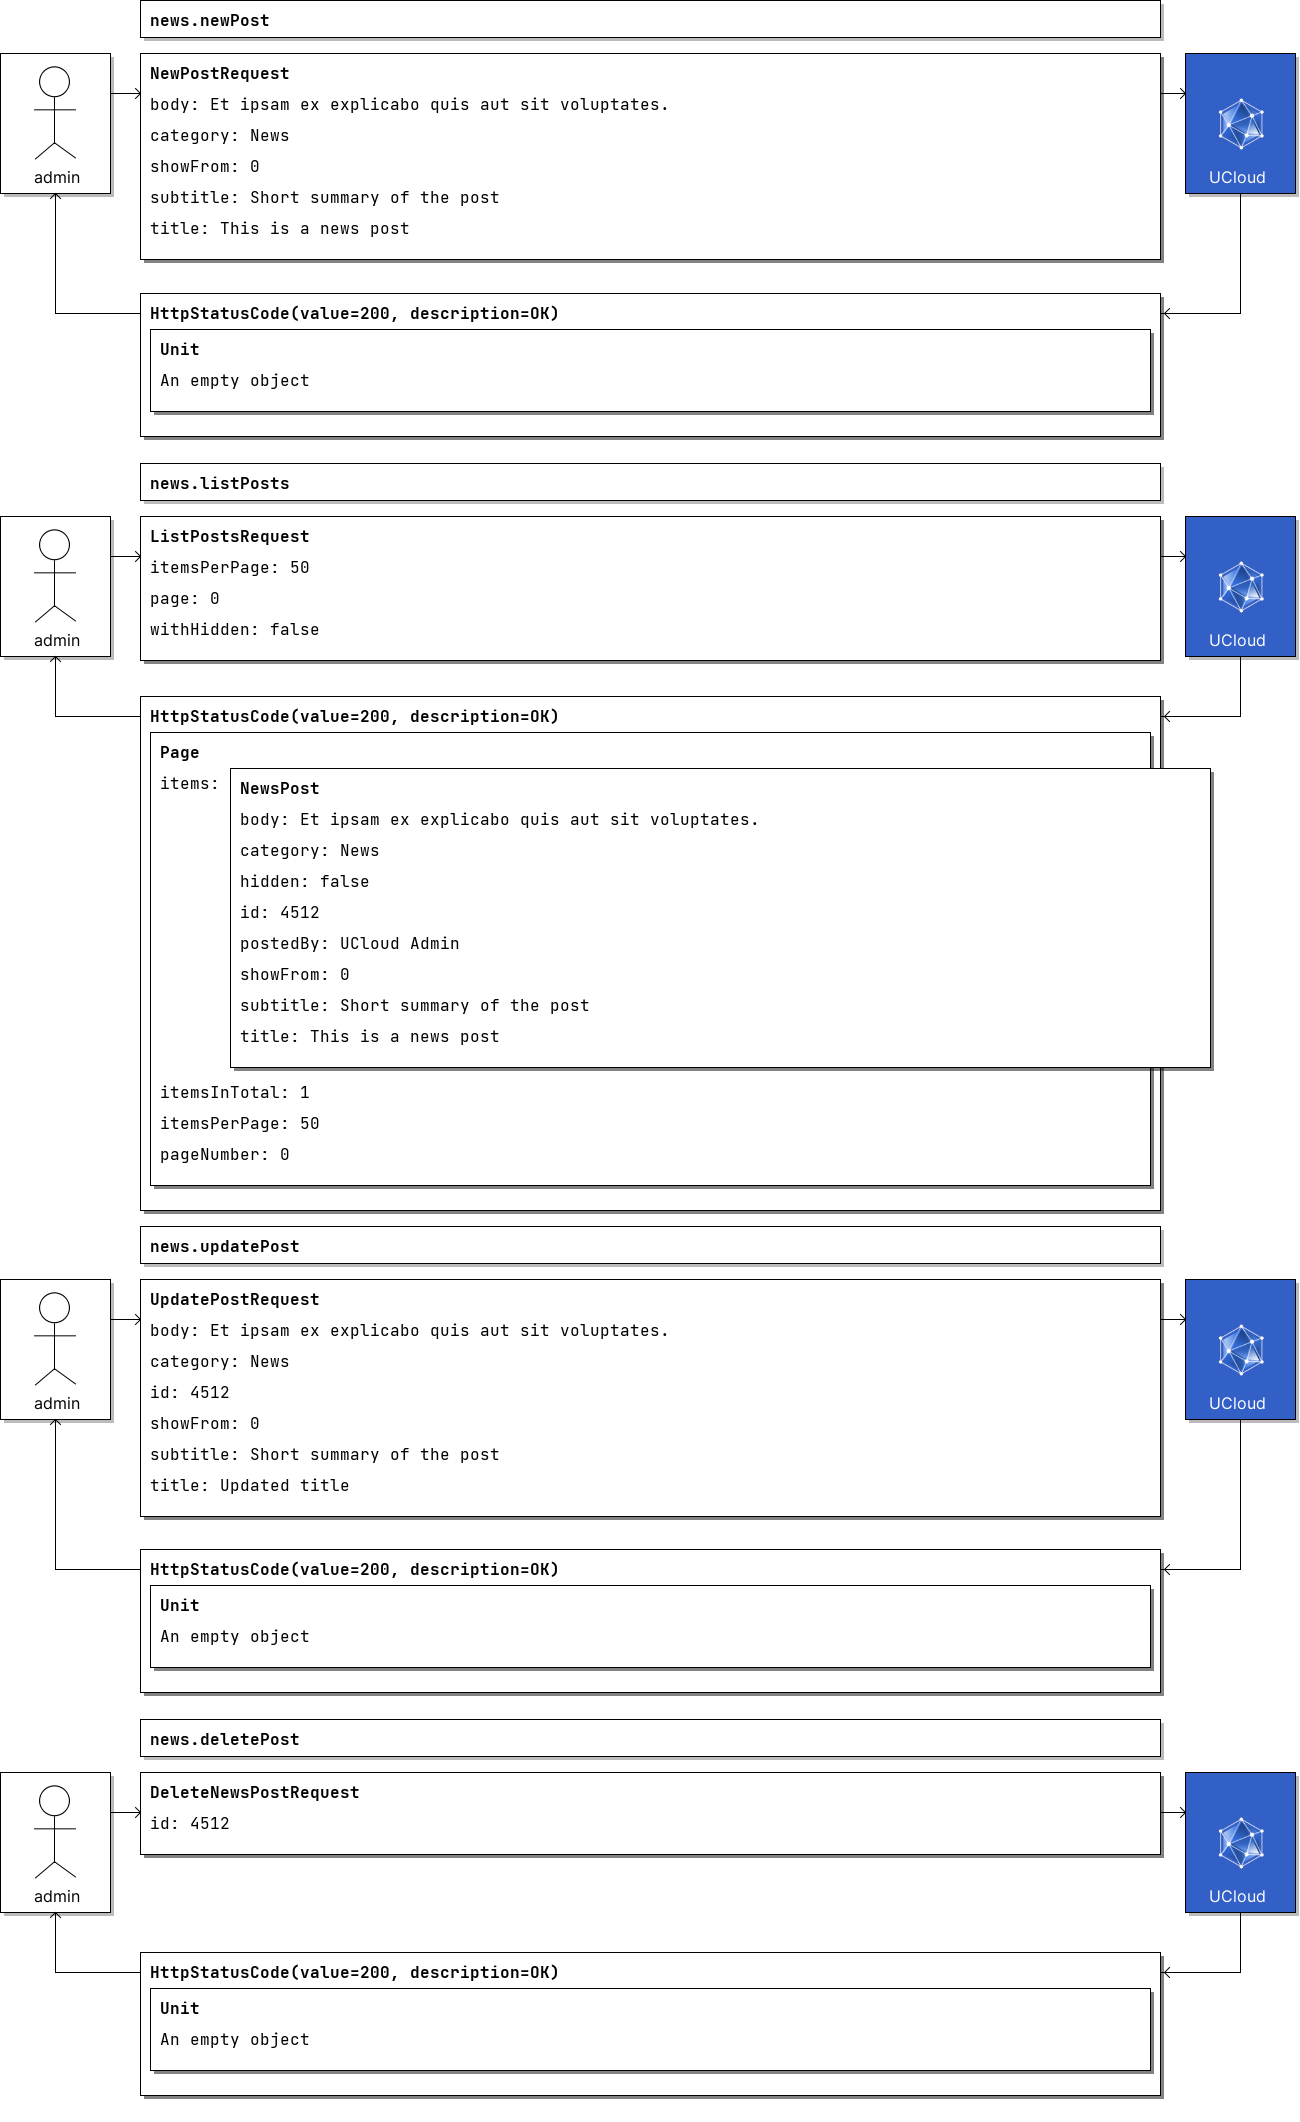 news.newPost
NewPostRequest
body: Et ipsam ex explicabo quis aut sit voluptates.
category: News
showFrom: 0
subtitle: Short summary of the post
title: This is a news post
admin
UCloud
HttpStatusCode(value=200, description=OK)
Unit
An empty object
news.listPosts
ListPostsRequest
itemsPerPage: 50
page: 0
withHidden: false
admin
UCloud
HttpStatusCode(value=200, description=OK)
Page
items:
NewsPost
body: Et ipsam ex explicabo quis aut sit voluptates.
category: News
hidden: false
id: 4512
postedBy: UCloud Admin
showFrom: 0
subtitle: Short summary of the post
title: This is a news post
itemsInTotal: 1
itemsPerPage: 50
pageNumber: 0
news.updatePost
UpdatePostRequest
body: Et ipsam ex explicabo quis aut sit voluptates.
category: News
id: 4512
showFrom: 0
subtitle: Short summary of the post
title: Updated title
admin
UCloud
HttpStatusCode(value=200, description=OK)
Unit
An empty object
news.deletePost
DeleteNewsPostRequest
id: 4512
admin
UCloud
HttpStatusCode(value=200, description=OK)
Unit
An empty object